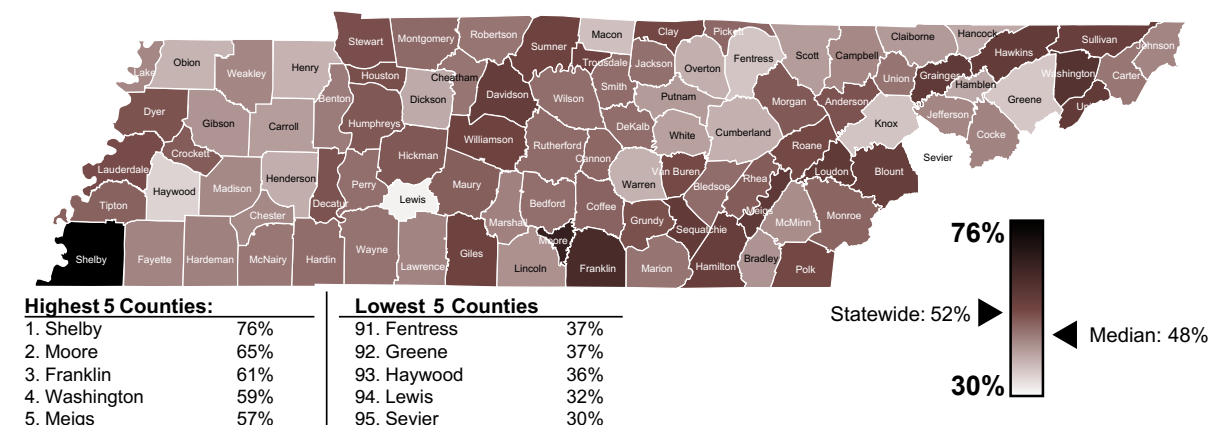 Stewart
Montgomery
Robertson
Sumner
Macon
Clay
Pickett
Scott
Campbell
Claiborne
Hancock
Hawkins
Sullivan
Johnson
Lake
Obion
Weakley
Henry
Houston
Cheatham
Trousdale
Jackson
Overton
Fentress
Union
Grainger
Hamblen
Washington
Carter
Dyer
Gibson
Carroll
Benton
Dickson
Davidson
Wilson
Smith
Putnam
Morgan
Anderson
Knox
Jefferson
Greene
Humphreys
Williamson
Rutherford
DeKalb
White
Cumberland
Roane
Cocke
Crockett
Hickman
Cannon
Sevier
Lauderdale
Haywood
Madison
Henderson
Decatur
Perry
Lewis
Maury
Warren
Van Buren
Bledsoe
Rhea
Loudon
Blount
Tipton
Chester
Marshall
Bedford
Coffee
Grundy
Sequatchie
Meigs
McMinn
Monroe
Shelby
Fayette
Hardeman
McNairy
Hardin
Wayne
Lawrence
Giles
Lincoln
Moore
Franklin
Marion
Hamilton
Bradley
Polk
76%
Statewide: 52%
Median: 48%
30%
Highest 5 Counties:
1. Shelby 76%
2. Moore 65%
3. Franklin 61%
4. Washington 59%
5. Meigs 57%
Lowest 5 Counties
91. Fentress 37%
92. Greene 37%
93. Haywood 36%
94. Lewis 32%
95. Sevier 30%